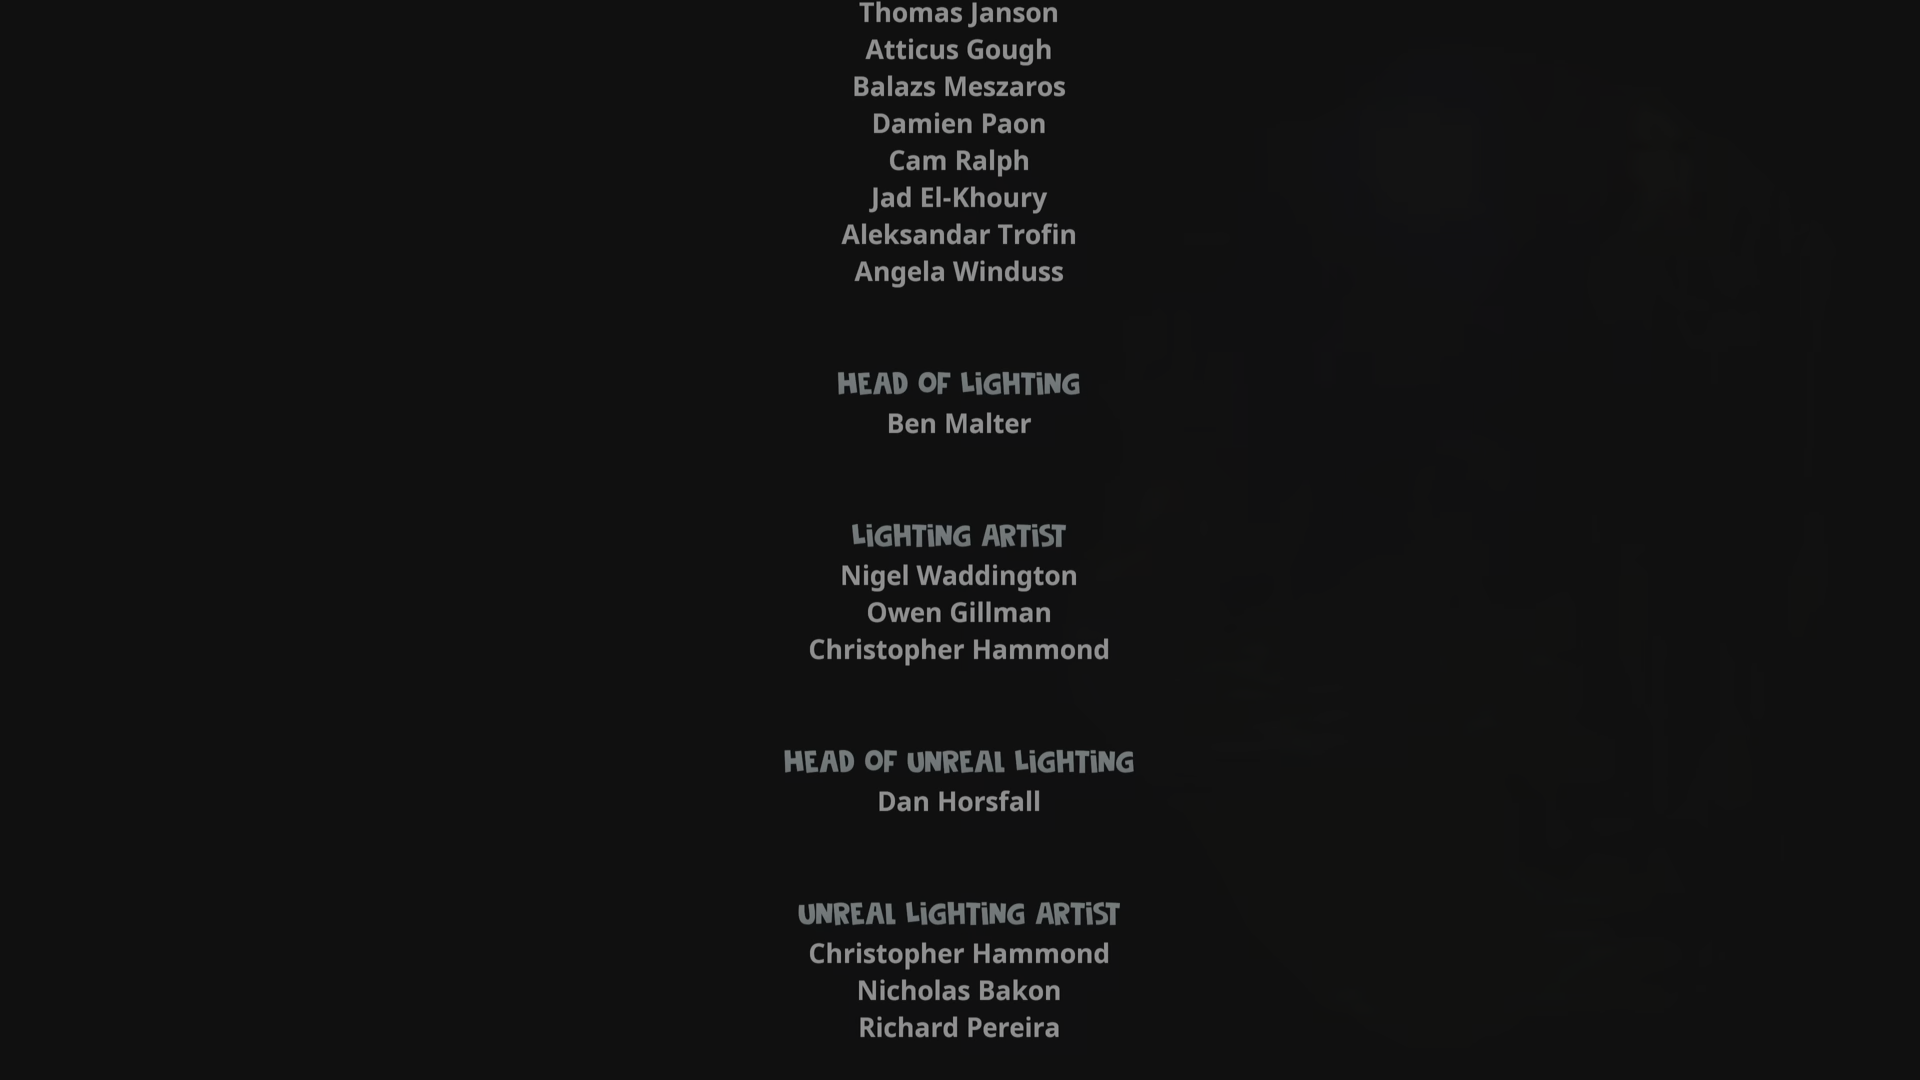 Thomas Janson
Atticus Gough
Balazs Meszaros
Damien Paon
Cam Ralph
Jad El-Khoury
Aleksandar Trofin
Angela Winduss
HEAD OF LiGHTiNG
Ben Malter
LiGHTiNG ARTiST
Nigel Waddington
Owen Gillman
Christopher Hammond
HEAD OF UNREAL LiGHTiNG
Dan Horsfall
UNREAL LiGHTiNG ARTiST
Christopher Hammond
Nicholas Bakon
Richard Pereira